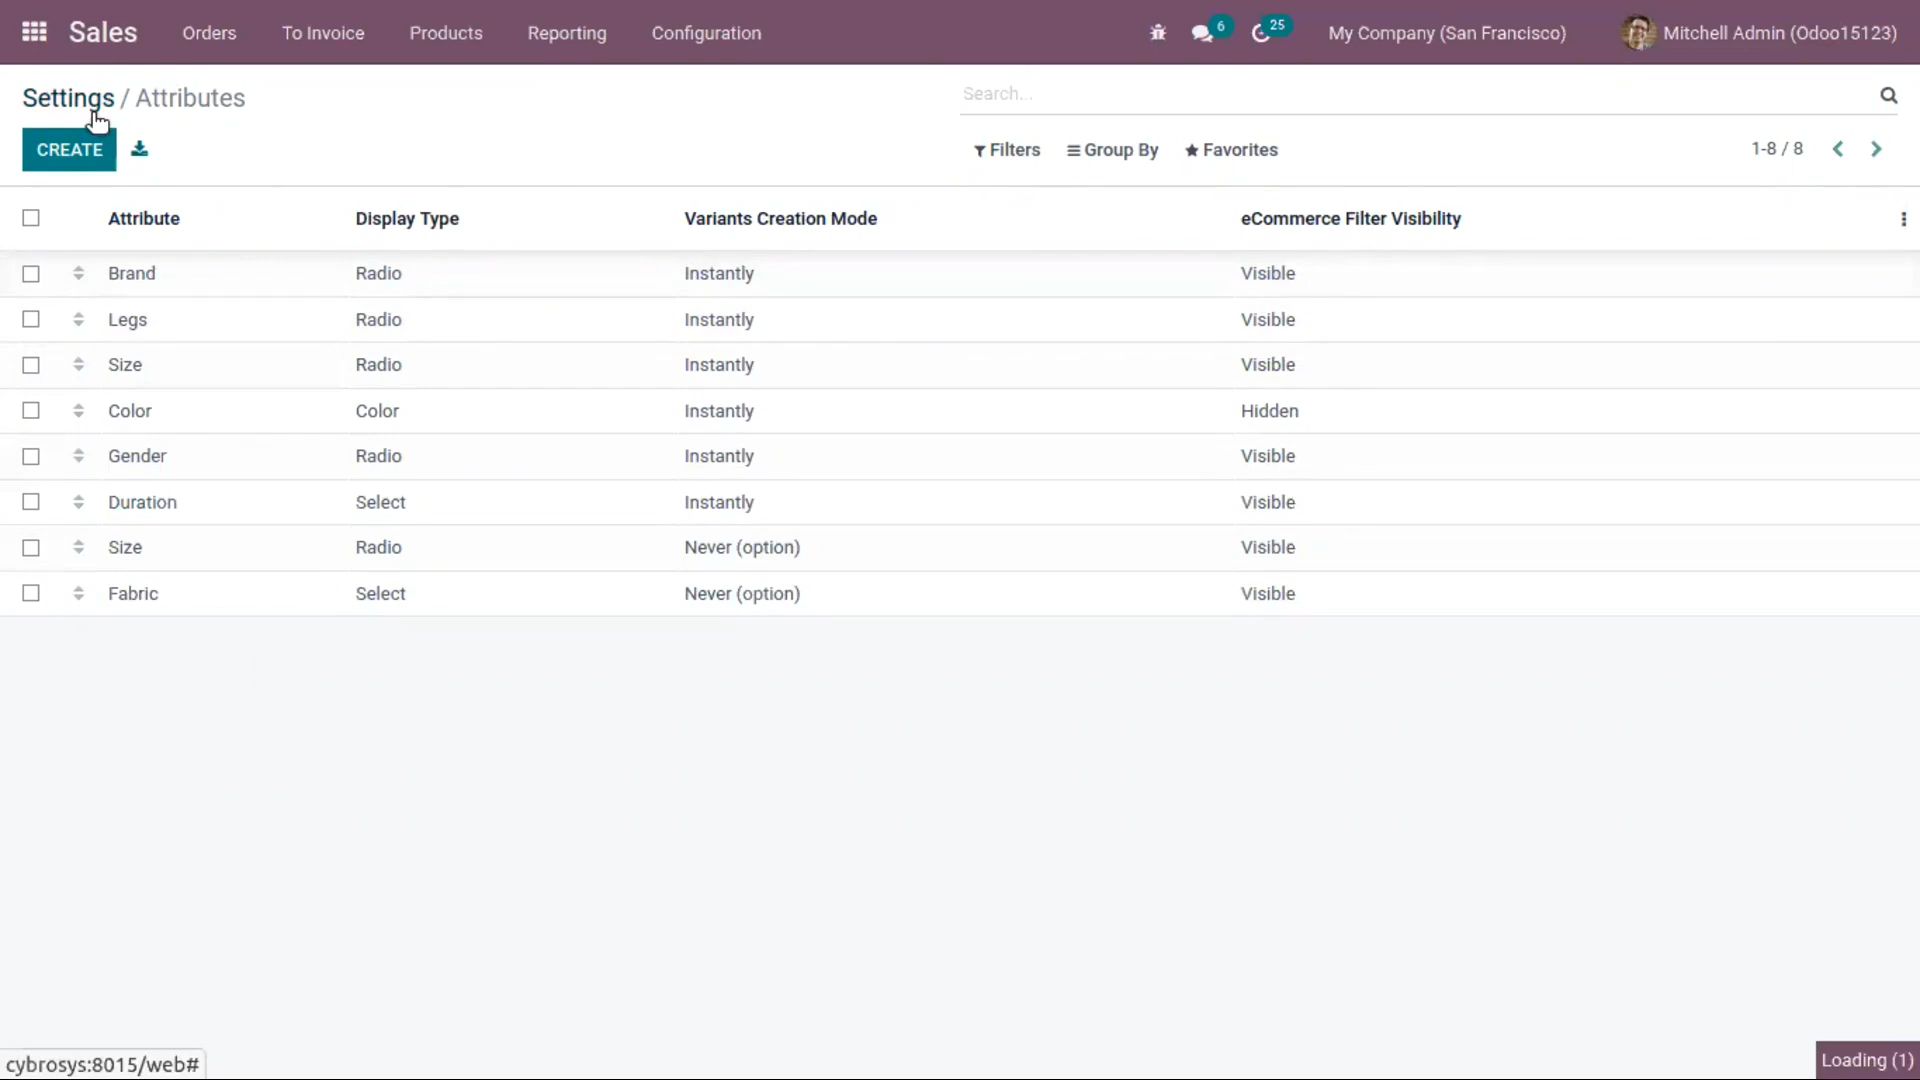 Sales Orders To Invoice Products Reporting Configuration 6 25 My Company (San Francisco) Mitchell Admin (Odoo15123)
Settings / Attributes Search...
CREATE Filters Group By Favorites 1-8 / 8
Attribute Display Type Variants Creation Mode eCommerce Filter Visibility
Brand Radio Instantly Visible
Legs Radio Instantly Visible
Size Radio Instantly Visible
Color Color Instantly Hidden
Gender Radio Instantly Visible
Duration Select Instantly Visible
Size Radio Never (option) Visible
Fabric Select Never (option) Visible
cybrosys:8015/web# Loading (1)